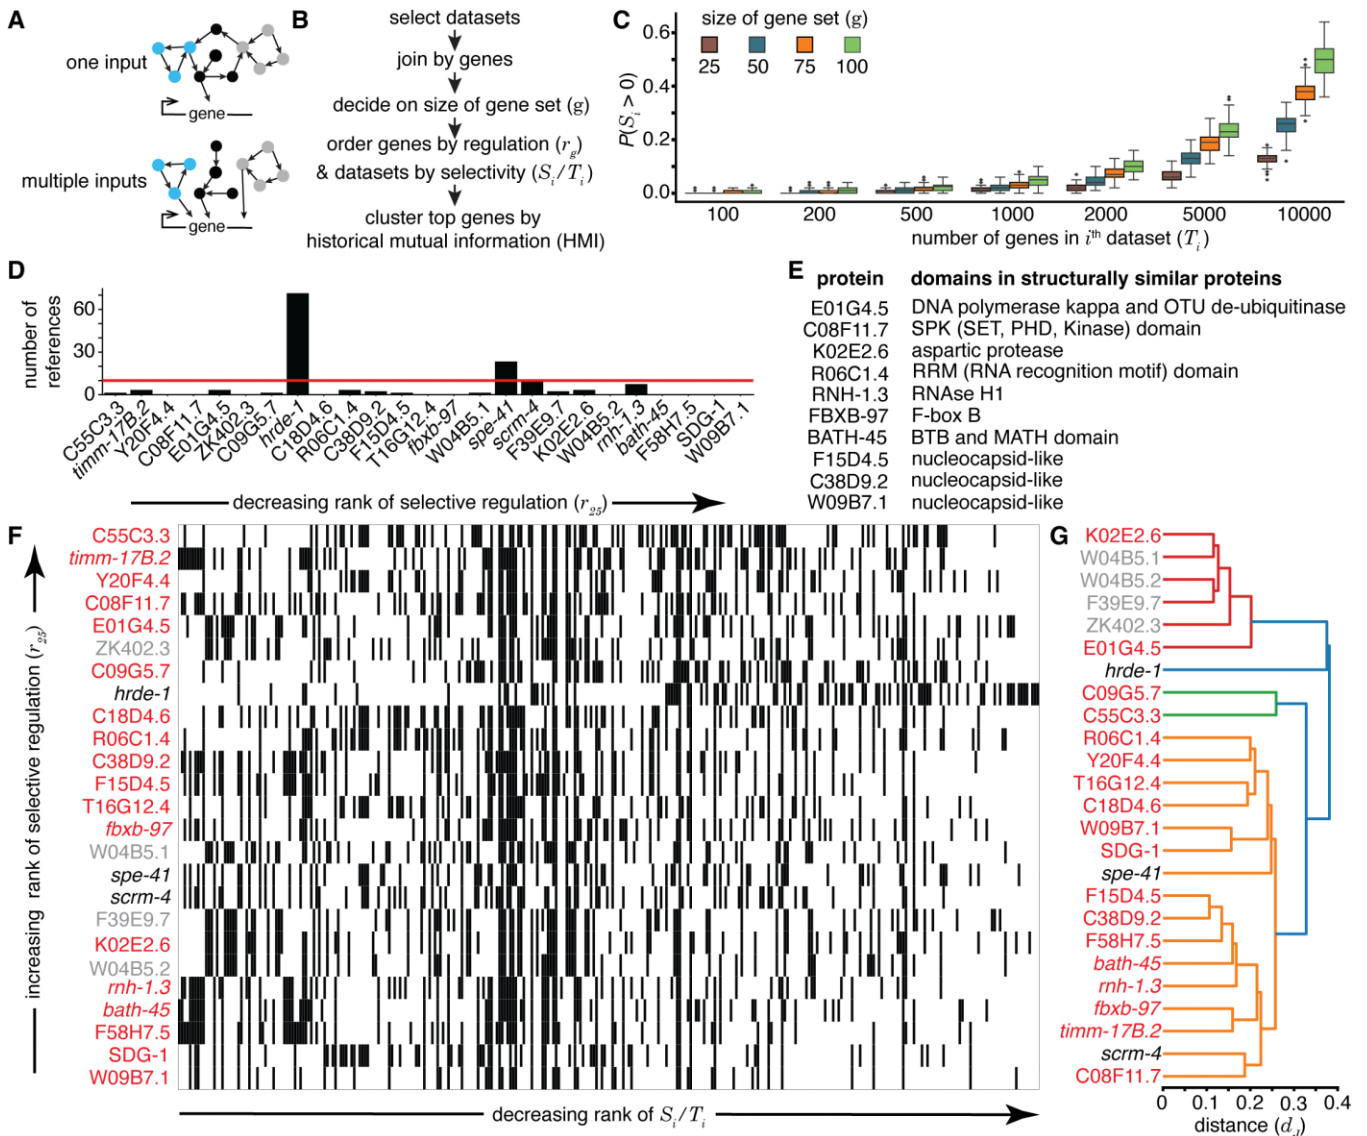 A
one input
gene
multiple inputs
gene
B
select datasets
join by genes
decide on size of gene set (g)
order genes by regulation (r_g)
& datasets by selectivity (S_i/T_i)
cluster top genes by
historical mutual information (HMI)
C
size of gene set (g)
25 50 75 100
P(S_i > 0)
0.6
0.4
0.2
0.0
100 200 500 1000 2000 5000 10000
number of genes in i^th dataset (T_i)
D
number of
references
60
30
0
C55C3.3
timm-17B.2
Y20F4.4
C08F11.7
E01G4.5
ZK402.3
C09G5.7
hrde-1
C18D4.6
R06C1.4
C38D9.2
F15D4.5
T16G12.4
fbxb-97
W04B5.1
spe-41
scrm-4
F39E9.7
K02E2.6
W04B5.2
rnh-1.3
bath-45
F58H7.5
SDG-1
W09B7.1
decreasing rank of selective regulation (r_25)
E
protein domains in structurally similar proteins
E01G4.5 DNA polymerase kappa and OTU de-ubiquitinase
C08F11.7 SPK (SET, PHD, Kinase) domain
K02E2.6 aspartic protease
R06C1.4 RRM (RNA recognition motif) domain
RNH-1.3 RNAse H1
FBXB-97 F-box B
BATH-45 BTB and MATH domain
F15D4.5 nucleocapsid-like
C38D9.2 nucleocapsid-like
W09B7.1 nucleocapsid-like
F
increasing rank of selective regulation (r_25)
C55C3.3
timm-17B.2
Y20F4.4
C08F11.7
E01G4.5
ZK402.3
C09G5.7
hrde-1
C18D4.6
R06C1.4
C38D9.2
F15D4.5
T16G12.4
fbxb-97
W04B5.1
spe-41
scrm-4
F39E9.7
K02E2.6
W04B5.2
rnh-1.3
bath-45
F58H7.5
SDG-1
W09B7.1
decreasing rank of S_i/T_i
G
K02E2.6
W04B5.1
W04B5.2
F39E9.7
ZK402.3
E01G4.5
hrde-1
C09G5.7
C55C3.3
R06C1.4
Y20F4.4
T16G12.4
C18D4.6
W09B7.1
SDG-1
spe-41
F15D4.5
C38D9.2
F58H7.5
bath-45
rnh-1.3
fbxb-97
timm-17B.2
scrm-4
C08F11.7
0 0.1 0.2 0.3 0.4
distance (d_J)